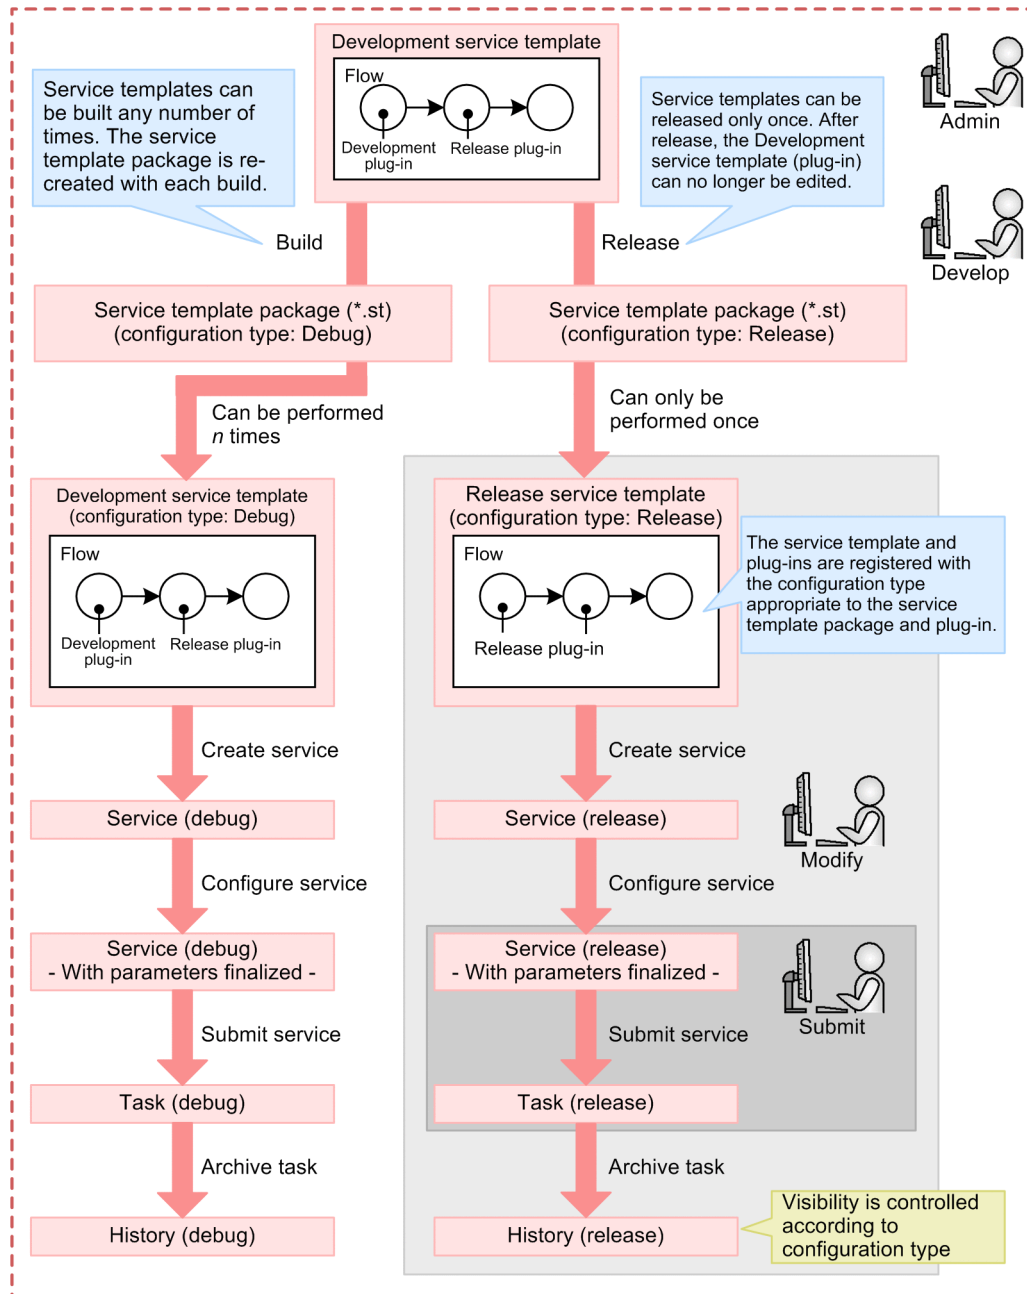 Development service template
Flow
Development
plug-in
Release plug-in
Service templates can
be built any number of
times. The service
template package is re-
created with each build.
Service templates can be
released only once. After
release, the Development
service template (plug-in)
can no longer be edited.
Admin
Develop
Build
Release
Service template package (*.st)
(configuration type: Debug)
Service template package (*.st)
(configuration type: Release)
Can be performed
n times
Can only be
performed once
Development service template
(configuration type: Debug)
Flow
Development
plug-in
Release plug-in
Release service template
(configuration type: Release)
Flow
Release plug-in
The service template and
plug-ins are registered with
the configuration type
appropriate to the service
template package and plug-in.
Create service
Create service
Service (debug)
Service (release)
Modify
Configure service
Configure service
Service (debug)
- With parameters finalized -
Service (release)
- With parameters finalized -
Submit
Submit service
Submit service
Task (debug)
Task (release)
Archive task
Archive task
History (debug)
History (release)
Visibility is controlled
according to
configuration type